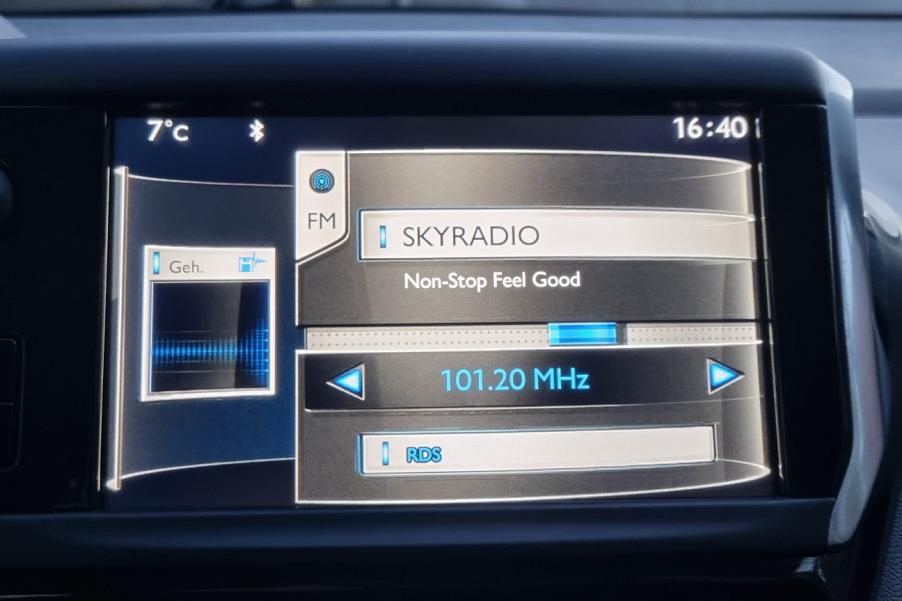 7°C 16:40
FM
SKYRADIO
Geh.
Non-Stop Feel Good
101.20 MHz
RDS